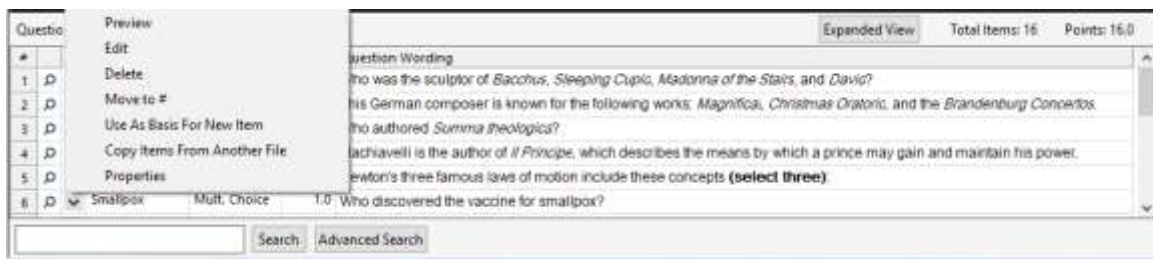 Questio Expanded View Total Items: 16 Points: 16.0
Preview
Edit
Delete
Move to #
Use As Basis For New Item
Copy Items From Another File
Properties
# uestion Wording
1 ho was the sculptor of Bacchus, Sleeping Cupic, Madonna of the Stairs, and David?
2 his German composer is known for the following works: Magnifical, Christmas Oratoric, and the Brandenburg Concertos.
3 ho authored Summa theologica?
4 achiavelli is the author of Il Principe, which describes the means by which a prince may gain and maintain his power.
5 ewton's three famous laws of motion include these concepts (select three)
6 Smallpox Mult. Choice 1.0 Who discovered the vaccine for smallpox?
Search Advanced Search